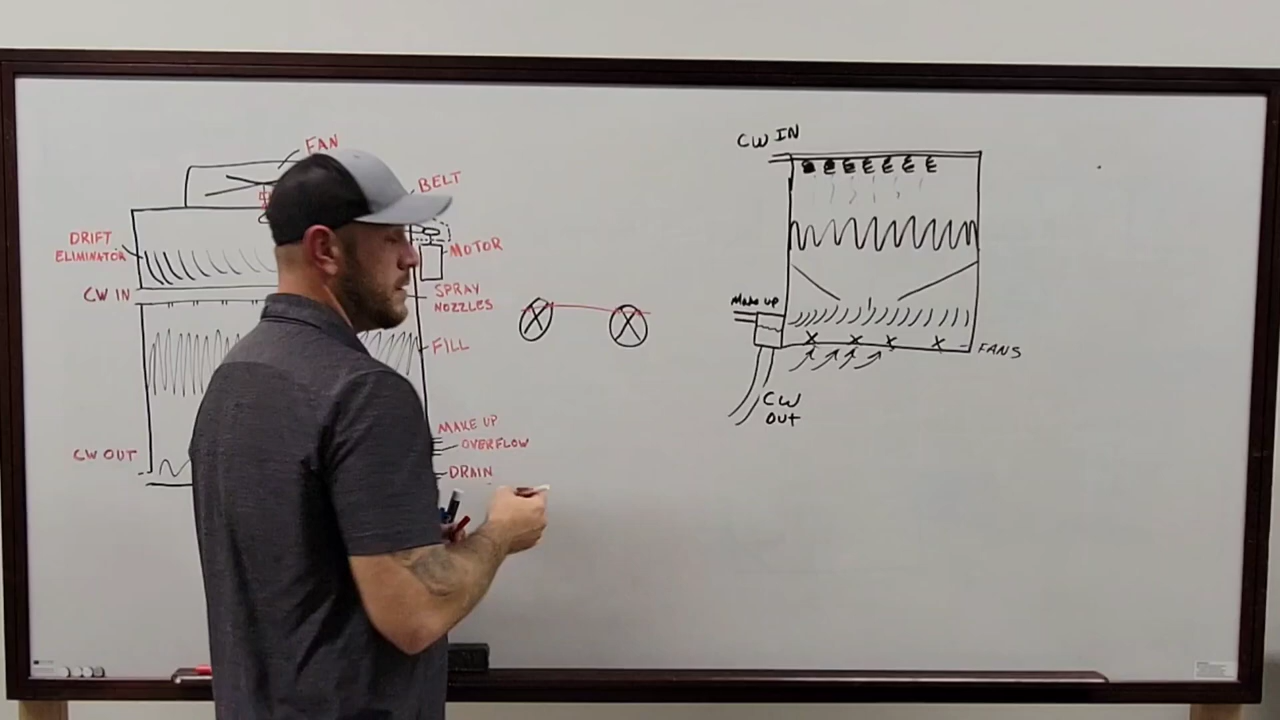 FAN
BELT
DRIFT
ELIMINATOR
MOTOR
CW IN
SPRAY
NOZZLES
FILL
MAKE UP
OVERFLOW
CW OUT
DRAIN
CW IN
Make up
FANS
CW
OUT